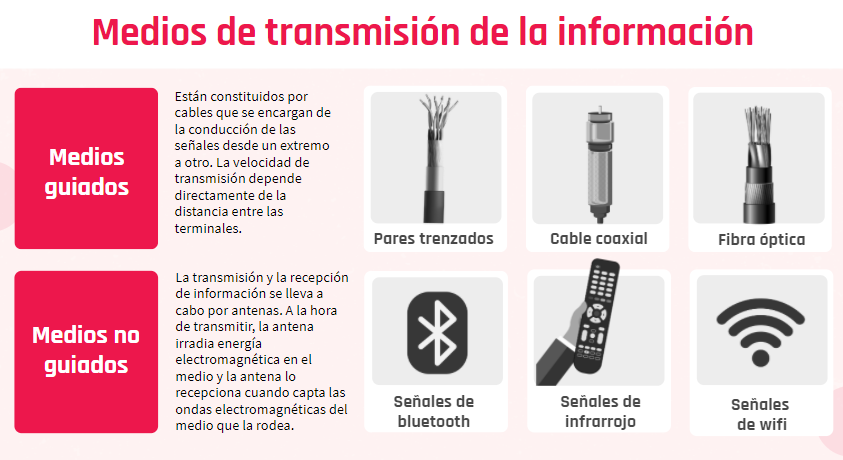 Medios de transmisión de la información
Medios
guiados
Están constituidos por
cables que se encargan de
la conducción de las
señales desde un extremo
a otro. La velocidad de
transmisión depende
directamente de la
distancia entre las
terminales.
Pares trenzados
Cable coaxial
Fibra óptica
Medios no
guiados
La transmisión y la recepción
de información se lleva a
cabo por antenas. A la hora
de transmitir, la antena
irradia energía
electromagnética en el
medio y la antena lo
recepciona cuando capta las
ondas electromagnéticas del
medio que la rodea.
Señales de
bluetooth
Señales de
infrarrojo
Señales
de wifi